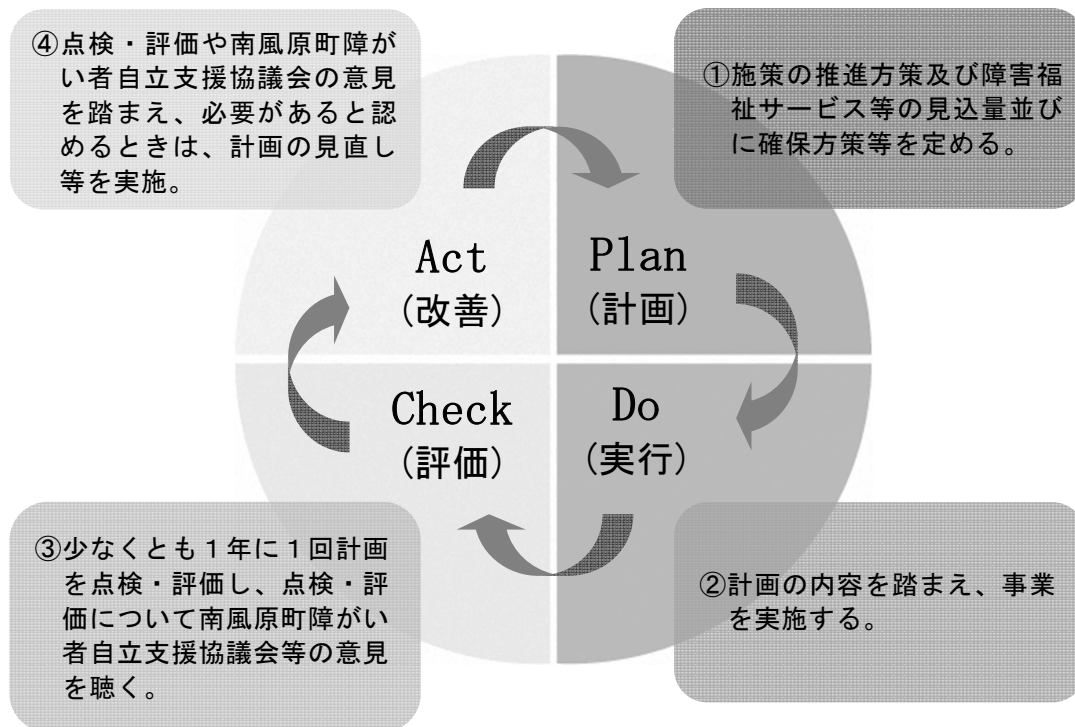 ④点検・評価や南風原町障が
い者自立支援協議会の意見
を踏まえ、必要があると認
めるときは、計画の見直し
等を実施。
①施策の推進方策及び障害福
祉サービス等の見込量並び
に確保方策等を定める。
Act
(改善)
Plan
(計画)
Check
(評価)
Do
(実行)
③少なくとも１年に１回計画
を点検・評価し、点検・評
価について南風原町障がい
者自立支援協議会等の意見
を聴く。
②計画の内容を踏まえ、事業
を実施する。